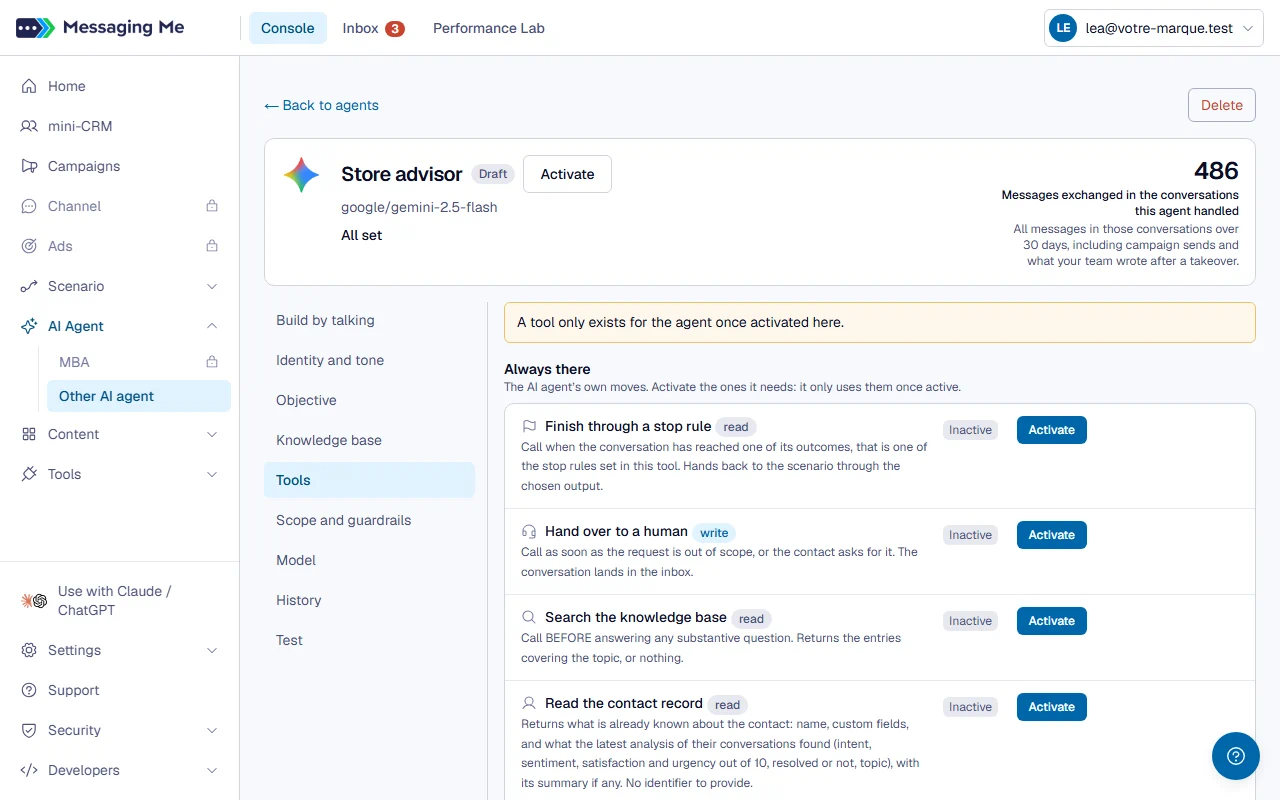 Messaging Me
Console
Inbox 3
Performance Lab
LE lea@votre-marque.test
Home
mini-CRM
Campaigns
Channel
Ads
Scenario
AI Agent
MBA
Other AI agent
Content
Tools
Use with Claude /
ChatGPT
Settings
Support
Security
Developers
← Back to agents
Delete
Store advisor Draft Activate
google/gemini-2.5-flash
All set
486
Messages exchanged in the conversations
this agent handled
All messages in those conversations over
30 days, including campaign sends and
what your team wrote after a takeover.
Build by talking
Identity and tone
Objective
Knowledge base
Tools
Scope and guardrails
Model
History
Test
A tool only exists for the agent once activated here.
Always there
The AI agent's own moves. Activate the ones it needs: it only uses them once active.
Finish through a stop rule read
Call when the conversation has reached one of its outcomes, that is one of
the stop rules set in this tool. Hands back to the scenario through the
chosen output.
Inactive Activate
Hand over to a human write
Call as soon as the request is out of scope, or the contact asks for it. The
conversation lands in the inbox.
Inactive Activate
Search the knowledge base read
Call BEFORE answering any substantive question. Returns the entries
covering the topic, or nothing.
Inactive Activate
Read the contact record read
Returns what is already known about the contact: name, custom fields,
and what the latest analysis of their conversations found (intent,
sentiment, satisfaction and urgency out of 10, resolved or not, topic), with
its summary if any. No identifier to provide.
Inactive Activate